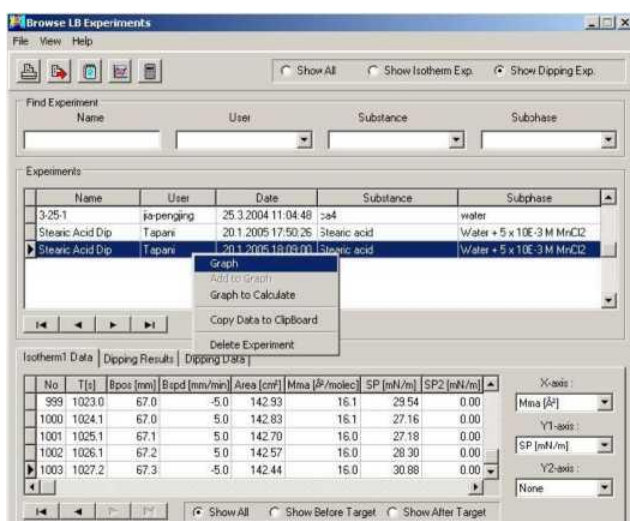 Browse LB Experiments
File View Help
Show All Show Isotherm Exp. Show Dipping Exp.
Find Experiment
Name User Substance Subphase
Experiments
Name User Date Substance Subphase
3-25-1 jia-pengjing 25.3.2004 11:04:48 ca4 water
Stearic Acid Dip Tapani 20.1.2005 17:50:26 Stearic acid Water + 5 x 10E-3 M MnCl2
Stearic Acid Dip Tapani 20.1.2005 18:09:00 Stearic acid Water + 5 x 10E-3 M MnCl2
Graph
Add to Graph
Graph to Calculate
Copy Data to ClipBoard
Delete Experiment
Isotherm1 Data Dipping Results Dipping Data
No T[s] Bpos [mm] Bspd [mm/min] Area [cm²] Mma [Å²/molec] SP [mN/m] SP2 [mN/m]
999 1023.0 67.0 -5.0 142.93 16.1 29.54 0.00
1000 1024.1 67.0 5.0 142.83 16.1 27.16 0.00
1001 1025.1 67.1 5.0 142.70 16.0 27.18 0.00
1002 1026.1 67.2 5.0 142.57 16.0 28.30 0.00
1003 1027.2 67.3 -5.0 142.44 16.0 30.88 0.00
X-axis :
Mma [Å²]
Y1-axis :
SP [mN/m]
Y2-axis :
None
Show All Show Before Target Show After Target